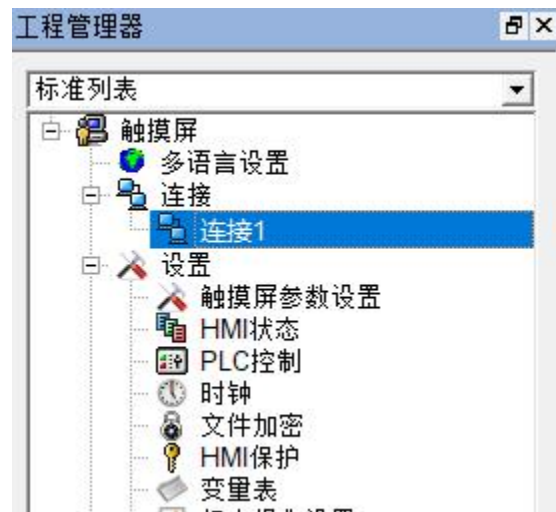 工程管理器
标准列表
触摸屏
多语言设置
连接
连接1
设置
触摸屏参数设置
HMI状态
PLC控制
时钟
文件加密
HMI保护
变量表